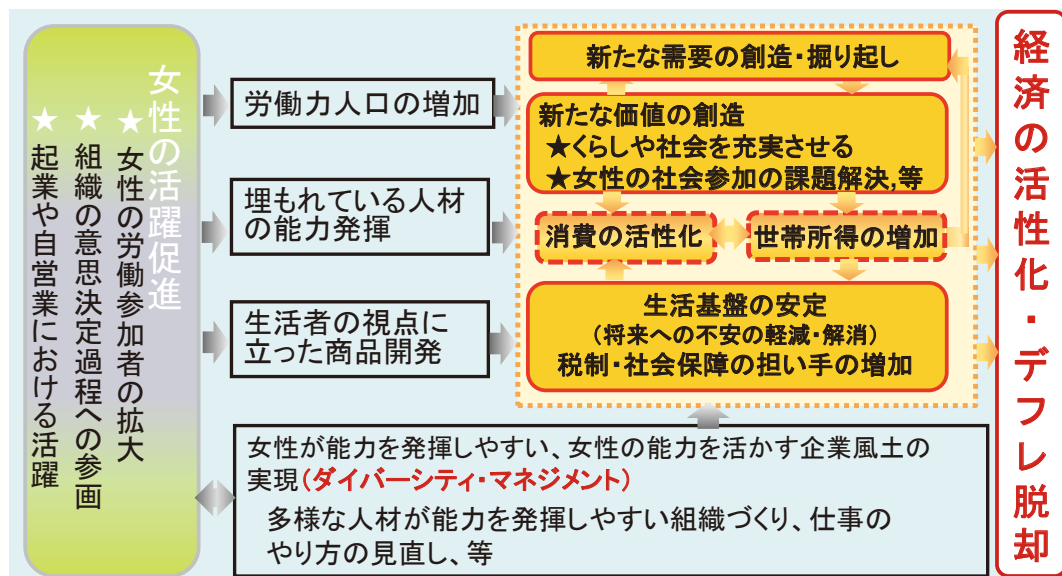 女性の活躍促進
★女性の労働参加者の拡大
★組織の意思決定過程への参画
★起業や自営業における活躍
労働力人口の増加
埋もれている人材
の能力発揮
生活者の視点に
立った商品開発
新たな需要の創造・掘り起し
新たな価値の創造
★くらしや社会を充実させる
★女性の社会参加の課題解決,等
消費の活性化
世帯所得の増加
生活基盤の安定
(将来への不安の軽減・解消)
税制・社会保障の担い手の増加
女性が能力を発揮しやすい、女性の能力を活かす企業風土の
実現(ダイバーシティ・マネジメント)
多様な人材が能力を発揮しやすい組織づくり、仕事の
やり方の見直し、等
経済の活性化・デフレ脱却